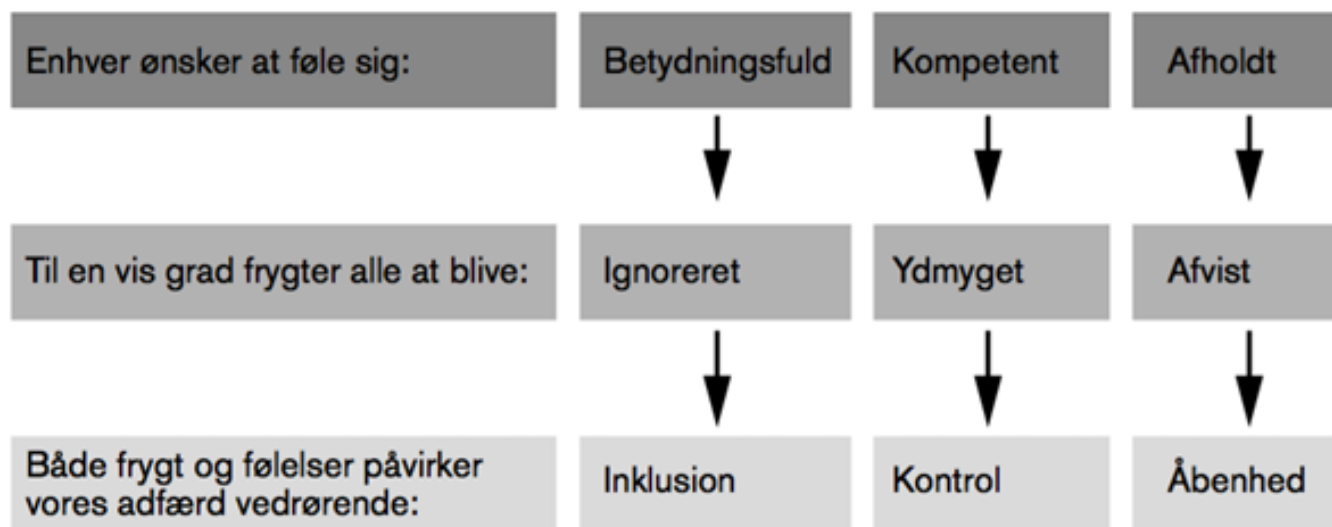 Enhver ønsker at føle sig: Betydningsfuld Kompetent Afholdt
Til en vis grad frygter alle at blive: Ignoreret Ydmyget Afvist
Både frygt og følelser påvirker
vores adfærd vedrørende: Inklusion Kontrol Åbenhed